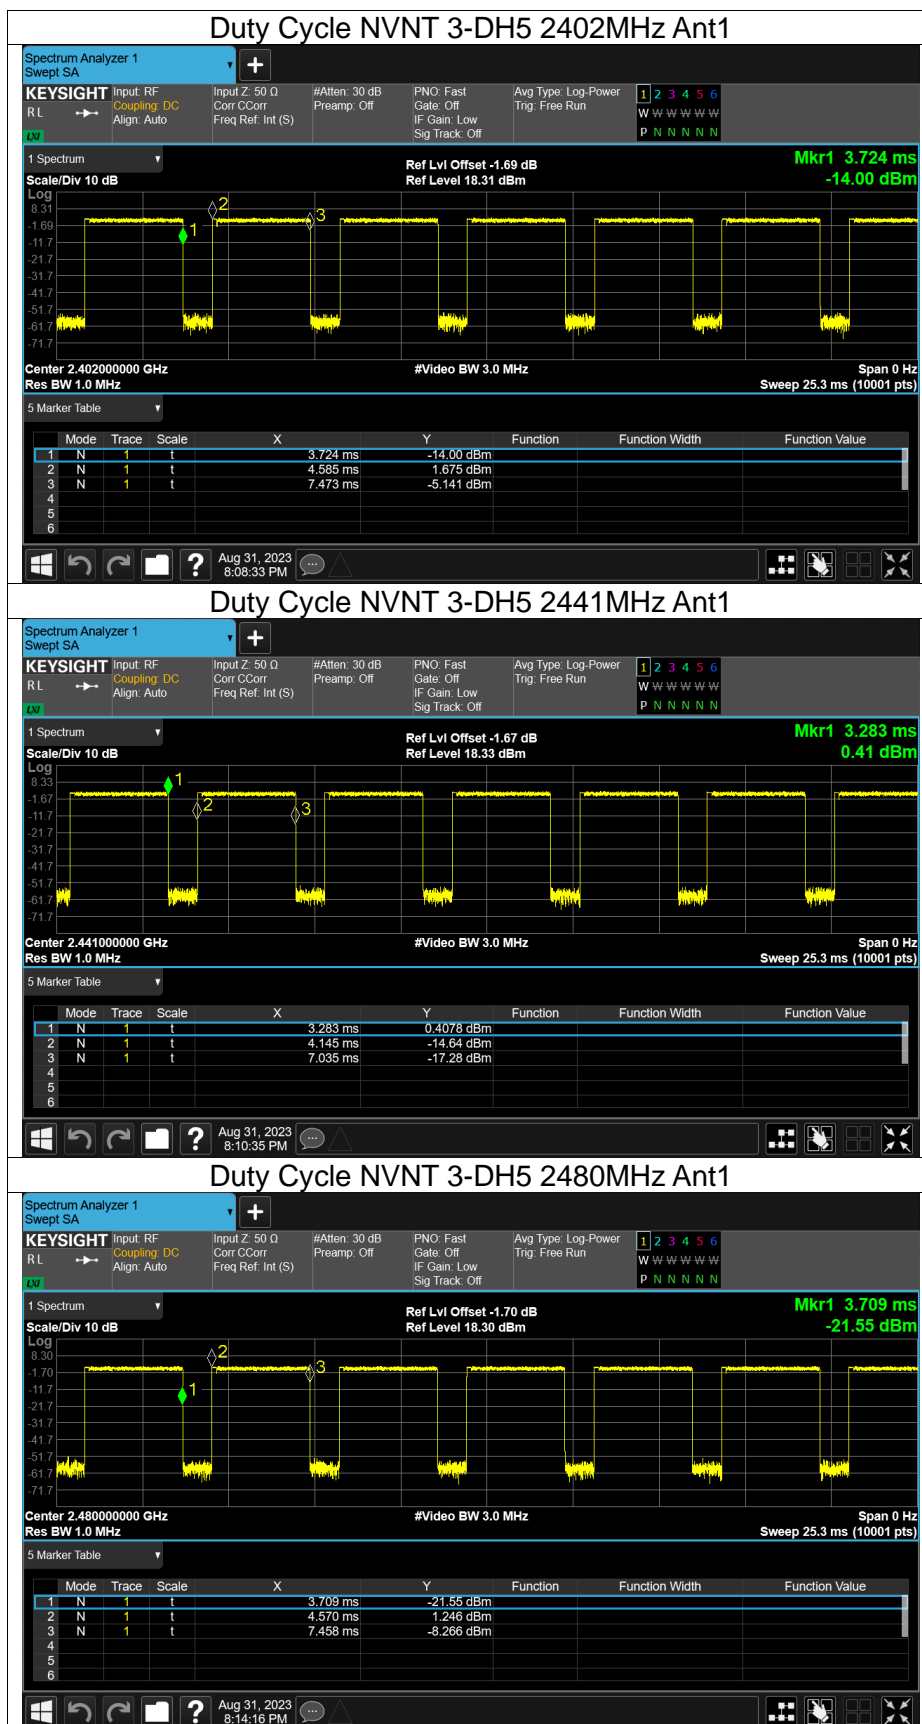 Duty Cycle NVNT 3-DH5 2402MHz Ant1
Spectrum Analyzer 1
Swept SA
+
KEYSIGHT Input: RF Input Z: 50 Ω #Atten: 30 dB PNO: Fast Avg Type: Log-Power 1 2 3 4 5 6
R L Coupling: DC Corr CCorr Preamp: Off Gate: Off Trig: Free Run W W W W W W
Align: Auto Freq Ref: Int (S) IF Gain: Low
LXI Sig Track: Off P N N N N N
1 Spectrum Ref Lvl Offset -1.69 dB Mkr1 3.724 ms
Scale/Div 10 dB Ref Level 18.31 dBm -14.00 dBm
Log
8.31
-1.69
-11.7
-21.7
-31.7
-41.7
-51.7
-61.7
-71.7
1
2
3
Center 2.402000000 GHz #Video BW 3.0 MHz Span 0 Hz
Res BW 1.0 MHz Sweep 25.3 ms (10001 pts)
5 Marker Table
Mode Trace Scale X Y Function Function Width Function Value
1 N 1 t 3.724 ms -14.00 dBm
2 N 1 t 4.585 ms 1.675 dBm
3 N 1 t 7.473 ms -5.141 dBm
4
5
6
? Aug 31, 2023
8:08:33 PM
Duty Cycle NVNT 3-DH5 2441MHz Ant1
Spectrum Analyzer 1
Swept SA
+
KEYSIGHT Input: RF Input Z: 50 Ω #Atten: 30 dB PNO: Fast Avg Type: Log-Power 1 2 3 4 5 6
R L Coupling: DC Corr CCorr Preamp: Off Gate: Off Trig: Free Run W W W W W W
Align: Auto Freq Ref: Int (S) IF Gain: Low
LXI Sig Track: Off P N N N N N
1 Spectrum Ref Lvl Offset -1.67 dB Mkr1 3.283 ms
Scale/Div 10 dB Ref Level 18.33 dBm 0.41 dBm
Log
8.33
-1.67
-11.7
-21.7
-31.7
-41.7
-51.7
-61.7
-71.7
1
2
3
Center 2.441000000 GHz #Video BW 3.0 MHz Span 0 Hz
Res BW 1.0 MHz Sweep 25.3 ms (10001 pts)
5 Marker Table
Mode Trace Scale X Y Function Function Width Function Value
1 N 1 t 3.283 ms 0.4078 dBm
2 N 1 t 4.145 ms -14.64 dBm
3 N 1 t 7.035 ms -17.28 dBm
4
5
6
? Aug 31, 2023
8:10:35 PM
Duty Cycle NVNT 3-DH5 2480MHz Ant1
Spectrum Analyzer 1
Swept SA
+
KEYSIGHT Input: RF Input Z: 50 Ω #Atten: 30 dB PNO: Fast Avg Type: Log-Power 1 2 3 4 5 6
R L Coupling: DC Corr CCorr Preamp: Off Gate: Off Trig: Free Run W W W W W W
Align: Auto Freq Ref: Int (S) IF Gain: Low
LXI Sig Track: Off P N N N N N
1 Spectrum Ref Lvl Offset -1.70 dB Mkr1 3.709 ms
Scale/Div 10 dB Ref Level 18.30 dBm -21.55 dBm
Log
8.30
-1.70
-11.7
-21.7
-31.7
-41.7
-51.7
-61.7
-71.7
1
2
3
Center 2.480000000 GHz #Video BW 3.0 MHz Span 0 Hz
Res BW 1.0 MHz Sweep 25.3 ms (10001 pts)
5 Marker Table
Mode Trace Scale X Y Function Function Width Function Value
1 N 1 t 3.709 ms -21.55 dBm
2 N 1 t 4.570 ms 1.246 dBm
3 N 1 t 7.458 ms -8.266 dBm
4
5
6
? Aug 31, 2023
8:14:16 PM